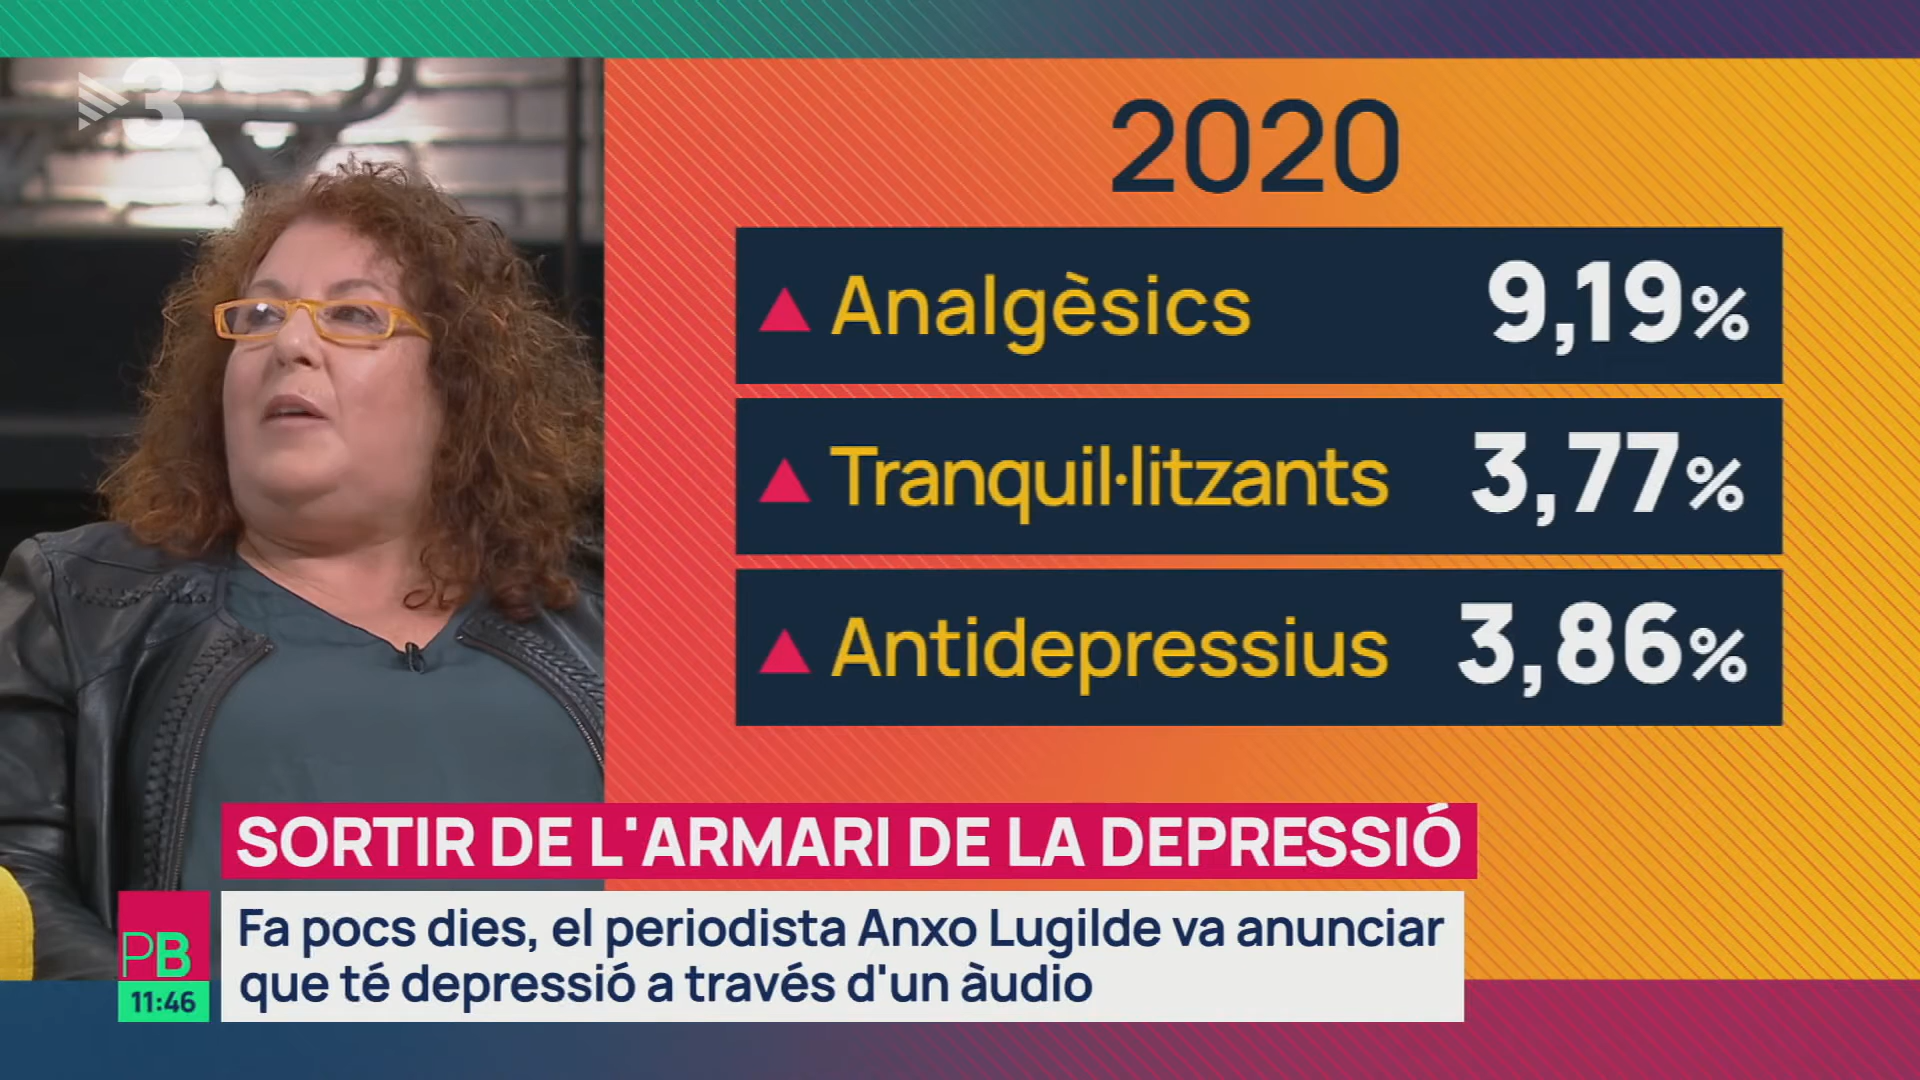 3
2020
Analgèsics 9,19%
Tranquil·litzants 3,77%
Antidepressius 3,86%
SORTIR DE L'ARMARI DE LA DEPRESSIÓ
Fa pocs dies, el periodista Anxo Lugilde va anunciar
que té depressió a través d'un àudio
PB
11:46